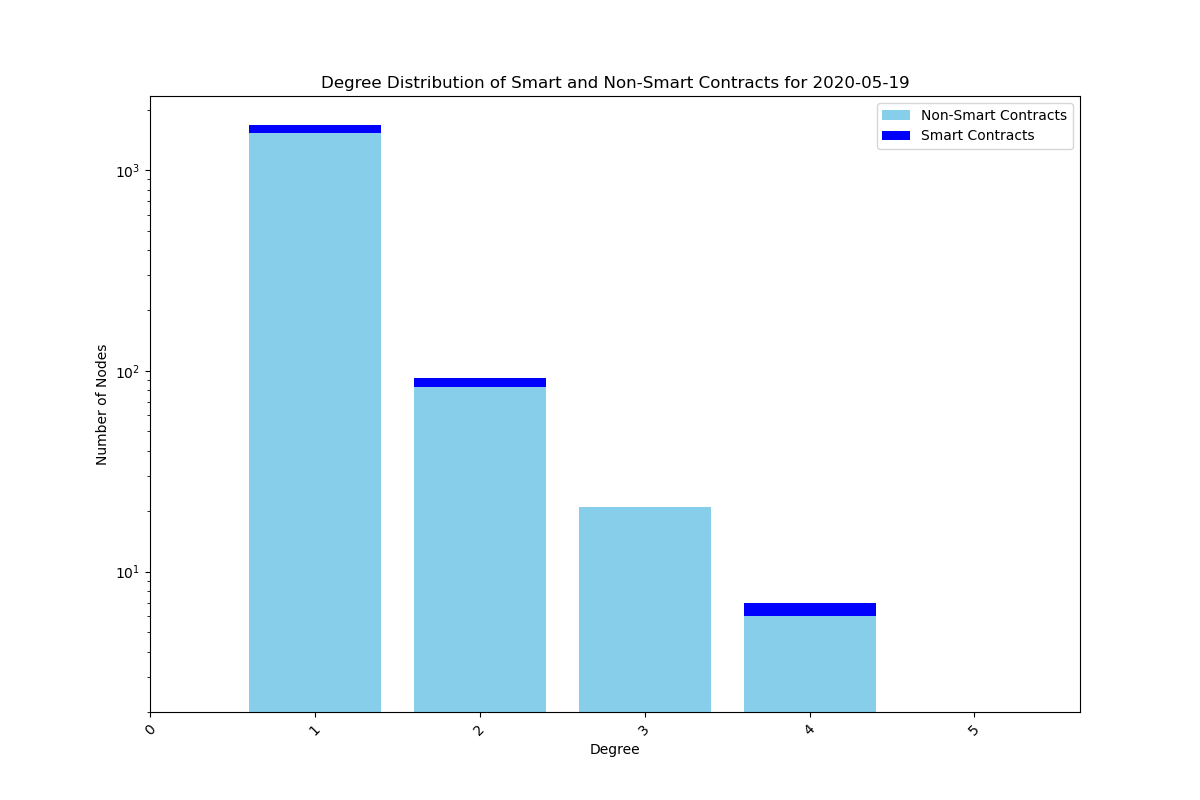 Degree Distribution of Smart and Non-Smart Contracts for 2020-05-19
Non-Smart Contracts
Smart Contracts
Number of Nodes
10³
10²
10¹
0 1 2 3 4 5
Degree